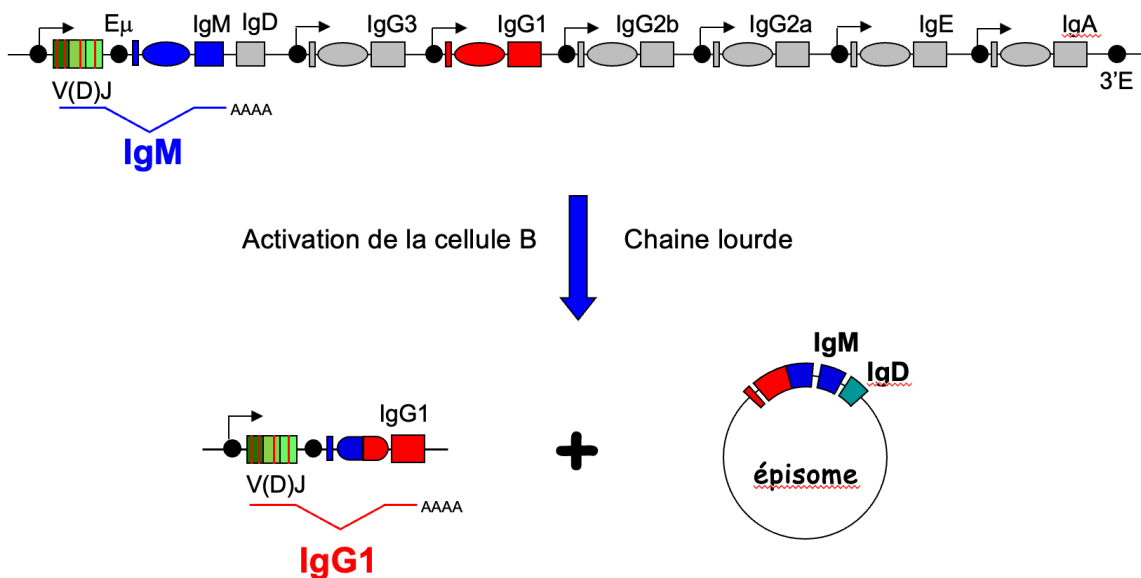 Eμ IgM IgD IgG3 IgG1 IgG2b IgG2a IgE IgA
V(D)J 3'E
AAAA
IgM
Activation de la cellule B Chaine lourde
IgM
IgD
IgG1
épisome
V(D)J
AAAA
IgG1